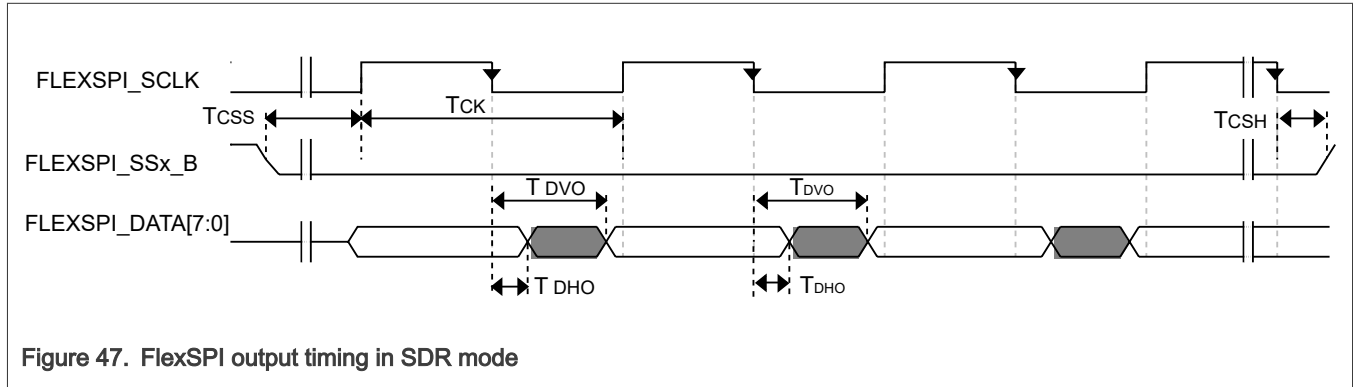 FLEXSPI_SCLK
TCSS
TCK
TCSH
FLEXSPI_SSx_B
T DVO
TDVO
FLEXSPI_DATA[7:0]
T DHO
TDHO
Figure 47. FlexSPI output timing in SDR mode